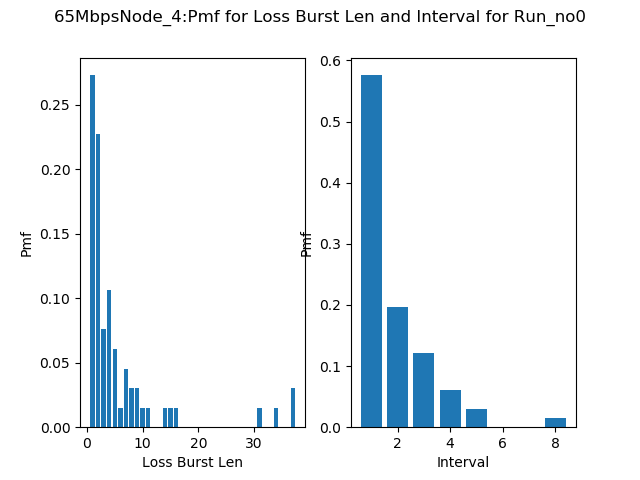 65MbpsNode_4:Pmf for Loss Burst Len and Interval for Run_no0
0.25
0.20
0.15
0.10
0.05
0.00
Pmf
0 10 20 30
Loss Burst Len
0.6
0.5
0.4
0.3
0.2
0.1
0.0
Pmf
2 4 6 8
Interval